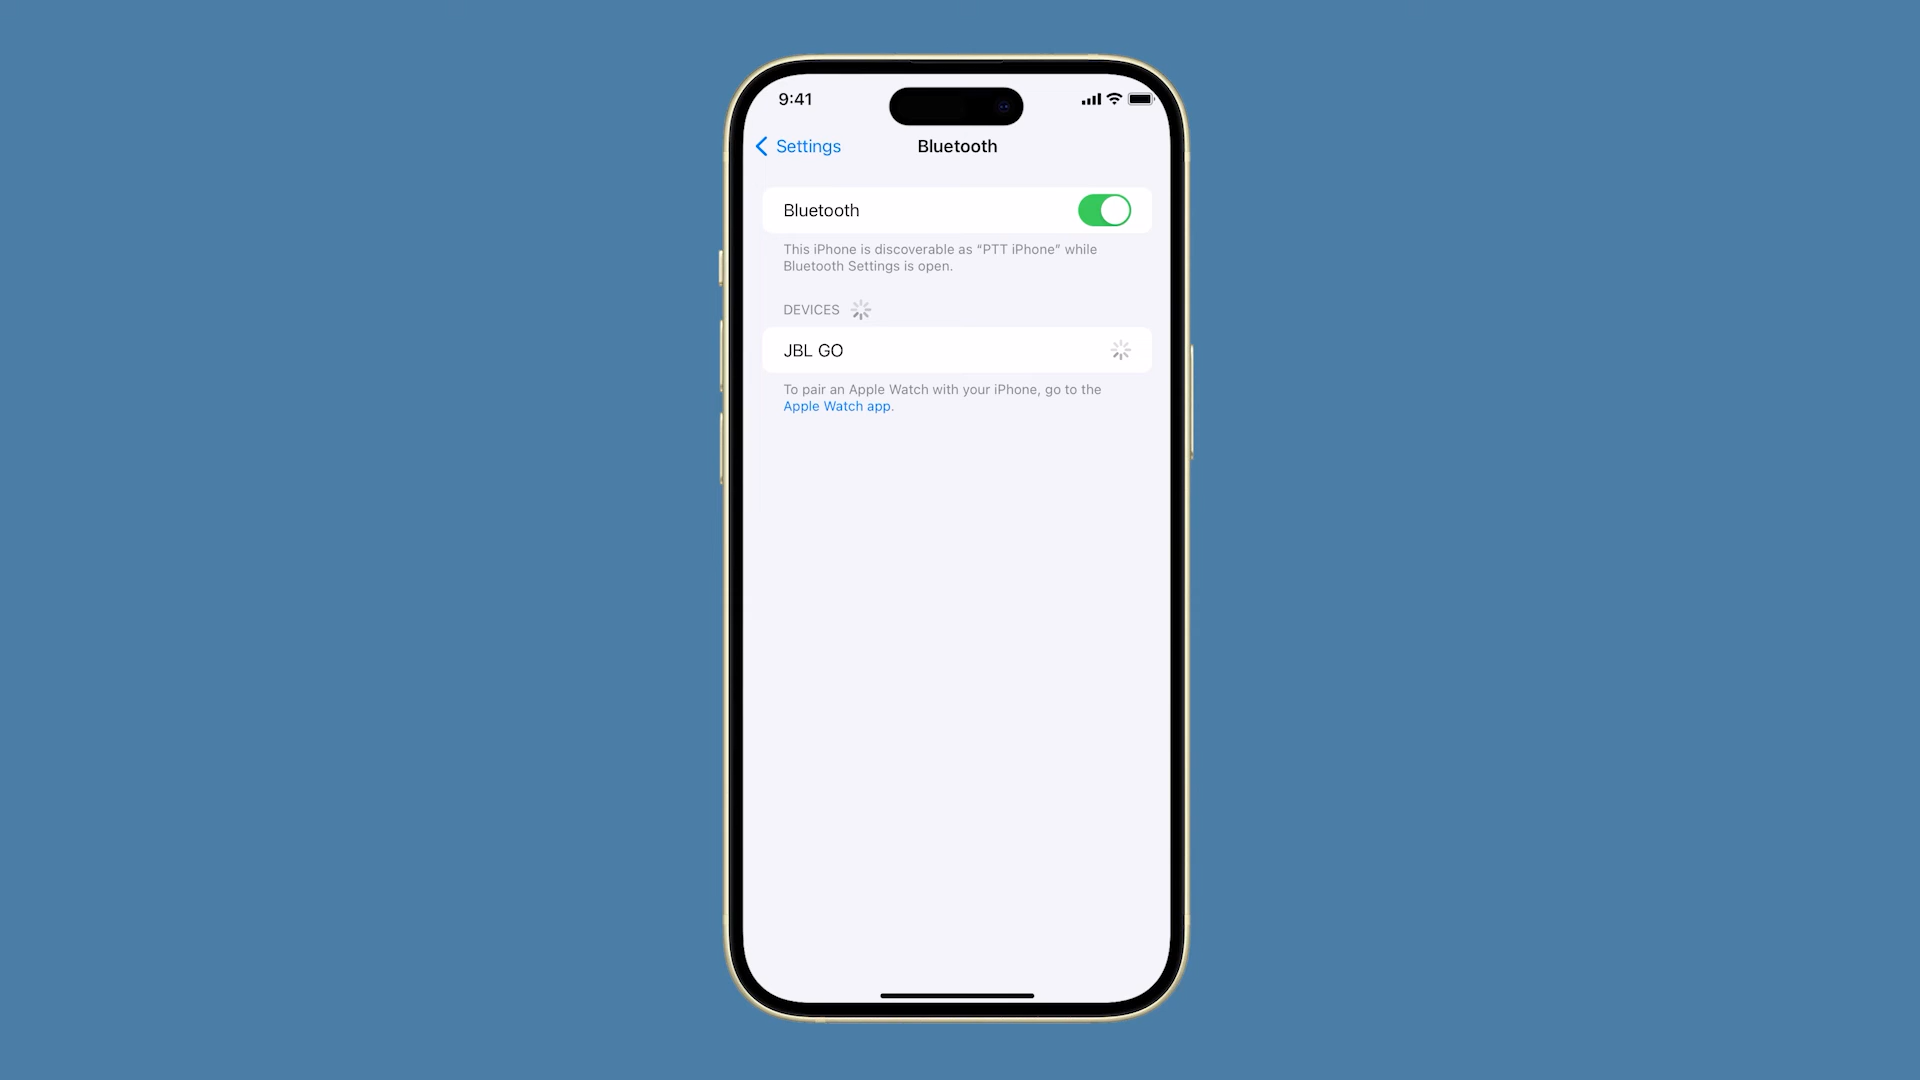 9:41
Settings
Bluetooth
Bluetooth
This iPhone is discoverable as “PTT iPhone” while
Bluetooth Settings is open.
DEVICES
JBL GO
To pair an Apple Watch with your iPhone, go to the
Apple Watch app.